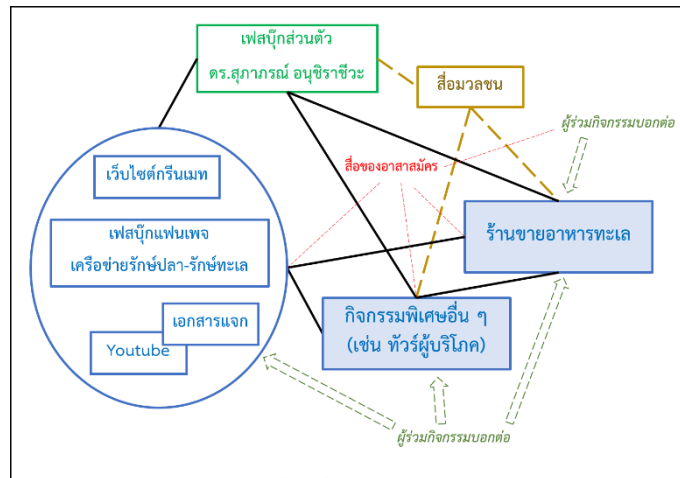 เฟสบุ๊กส่วนตัว
ดร.สุภาภรณ์ อนุชิราชีวะ
สื่อมวลชน
ผู้ร่วมกิจกรรมบอกต่อ
เว็บไซต์กรีนเมท
สื่อของอาสาสมัคร
เฟสบุ๊กแฟนเพจ
เครือข่ายรักษ์ปลา-รักษ์ทะเล
ร้านขายอาหารทะเล
เอกสารแจก
Youtube
กิจกรรมพิเศษอื่น ๆ
(เช่น ทัวร์ผู้บริโภค)
ผู้ร่วมกิจกรรมบอกต่อ